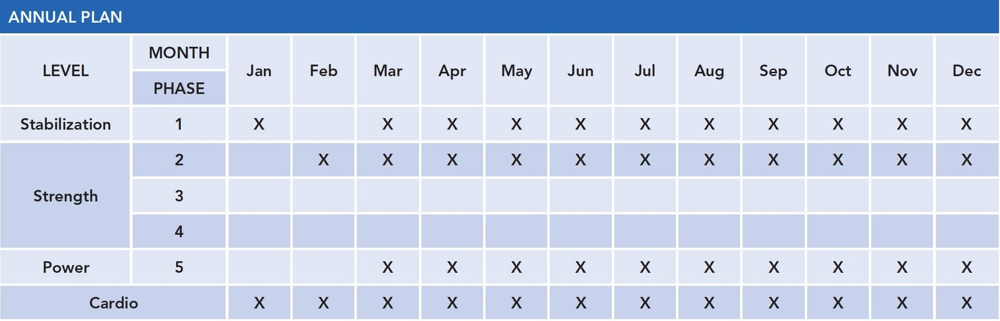 ANNUAL PLAN
LEVEL MONTH PHASE Jan Feb Mar Apr May Jun Jul Aug Sep Oct Nov Dec
Stabilization 1 X X X X X X X X X X X
Strength 2 X X X X X X X X X X X
3
4
Power 5 X X X X X X X X X X
Cardio X X X X X X X X X X X X